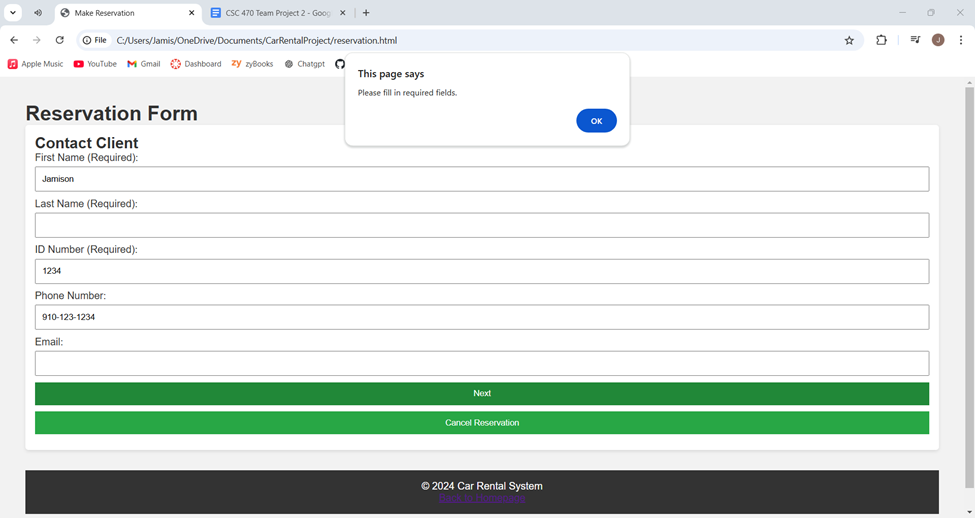 Make Reservation
CSC 470 Team Project 2 - Goog
File C:/Users/Jamis/OneDrive/Documents/CarRentalProject/reservation.html
J
Apple Music YouTube Gmail Dashboard zy zyBooks Chatgpt
This page says
Please fill in required fields.
OK
Reservation Form
Contact Client
First Name (Required):
Jamison
Last Name (Required):
ID Number (Required):
1234
Phone Number:
910-123-1234
Email:
Next
Cancel Reservation
© 2024 Car Rental System